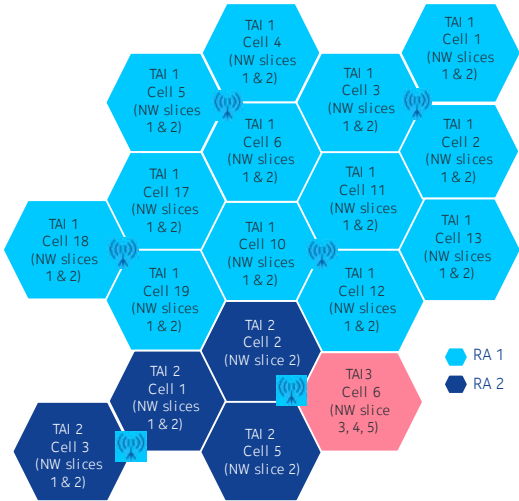 TAI 1
Cell 4
(NW slices
1 & 2)
TAI 1
Cell 1
(NW slices
1 & 2)
TAI 1
Cell 5
(NW slices
1 & 2)
TAI 1
Cell 3
(NW slices
1 & 2)
TAI 1
Cell 6
(NW slices
1 & 2)
TAI 1
Cell 2
(NW slices
1 & 2)
TAI 1
Cell 17
(NW slices
1 & 2)
TAI 1
Cell 11
(NW slices
1 & 2)
TAI 1
Cell 18
(NW slices
1 & 2)
TAI 1
Cell 10
(NW slices
1 & 2)
TAI 1
Cell 13
(NW slices
1 & 2)
TAI 1
Cell 19
(NW slices
1 & 2)
TAI 1
Cell 12
(NW slices
1 & 2)
TAI 2
Cell 2
(NW slice 2)
TAI 2
Cell 1
(NW slices
1 & 2)
TAI3
Cell 6
(NW slice
3, 4, 5)
TAI 2
Cell 3
(NW slices
1 & 2)
TAI 2
Cell 5
(NW slice 2)
RA 1
RA 2